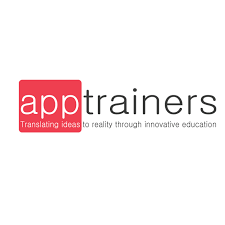 apptrainers
Translating ideas to reality through innovative education